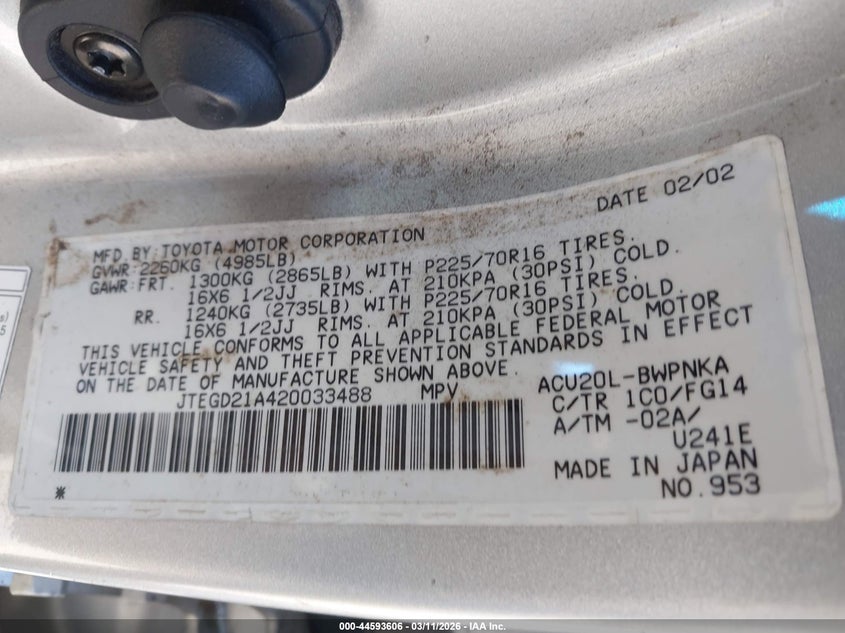 DATE 02/02
MFD BY: TOYOTA MOTOR CORPORATION
GVWR: 2260KG (4985LB)
GAWR: FRT. 1300KG (2865LB) WITH P225/70R16 TIRES.
16X6 1/2JJ RIMS. AT 210KPA (30PSI) COLD.
RR. 1240KG (2735LB) WITH P225/70R16 TIRES.
16X6 1/2JJ RIMS. AT 210KPA (30PSI) COLD.
THIS VEHICLE CONFORMS TO ALL APPLICABLE FEDERAL MOTOR
VEHICLE SAFETY AND THEFT PREVENTION STANDARDS IN EFFECT
ON THE DATE OF MANUFACTURE SHOWN ABOVE.
JTEGD21A420033488 MPV
ACU20L-BWPNKA
C/TR 1C0/FG14
A/TM -02A/
U241E
MADE IN JAPAN
NO.953
000-44593606 - 03/11/2026 - IAA Inc.